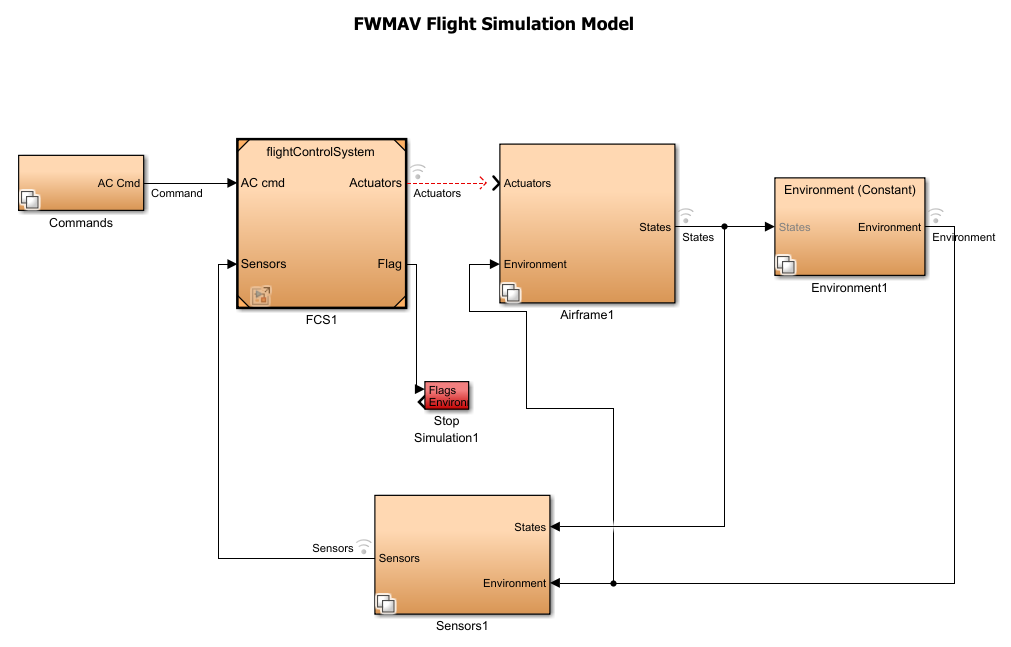 FWMAV Flight Simulation Model
AC Cmd
Commands
Command
flightControlSystem
AC cmd
Actuators
Sensors
Flag
FCS1
Actuators
Actuators
States
Environment
Airframe1
States
Environment (Constant)
States
Environment
Environment1
Environment
Flags
Environ
Stop
Simulation1
Sensors
States
Sensors
Environment
Sensors1